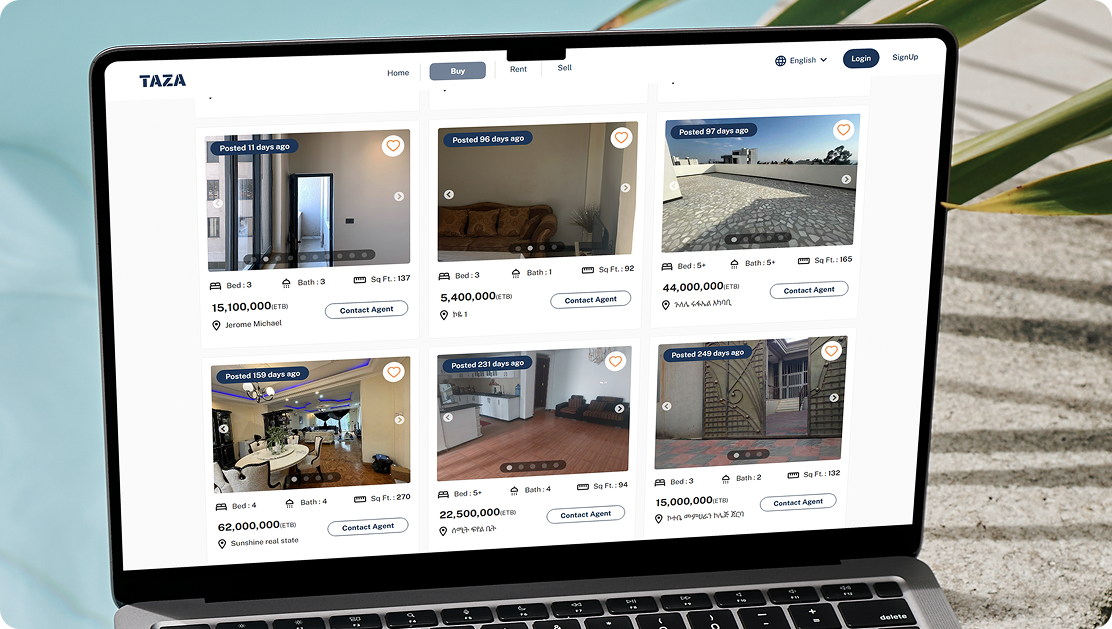 TAZA
Home
Buy
Rent
Sell
English
Login
SignUp
Posted 11 days ago
Bed : 3
Bath : 3
Sq Ft. : 137
15,100,000(ETB)
Contact Agent
Jerome Michael
Posted 96 days ago
Bed : 3
Bath : 1
Sq Ft. : 92
5,400,000(ETB)
Contact Agent
ኮዬ 1
Posted 97 days ago
Bed : 5+
Bath : 5+
Sq Ft. : 165
44,000,000(ETB)
Contact Agent
ጉለሌ ሩፋኤል አካባቢ
Posted 159 days ago
Bed : 4
Bath : 4
Sq Ft. : 270
62,000,000(ETB)
Contact Agent
Sunshine real state
Posted 231 days ago
Bed : 5+
Bath : 4
Sq Ft. : 94
22,500,000(ETB)
Contact Agent
ሰሚት ፍየል ቤት
Posted 249 days ago
Bed : 3
Bath : 2
Sq Ft. : 132
15,000,000(ETB)
Contact Agent
ኮተቤ መምህራን ኮሌጅ ጀርባ
delete